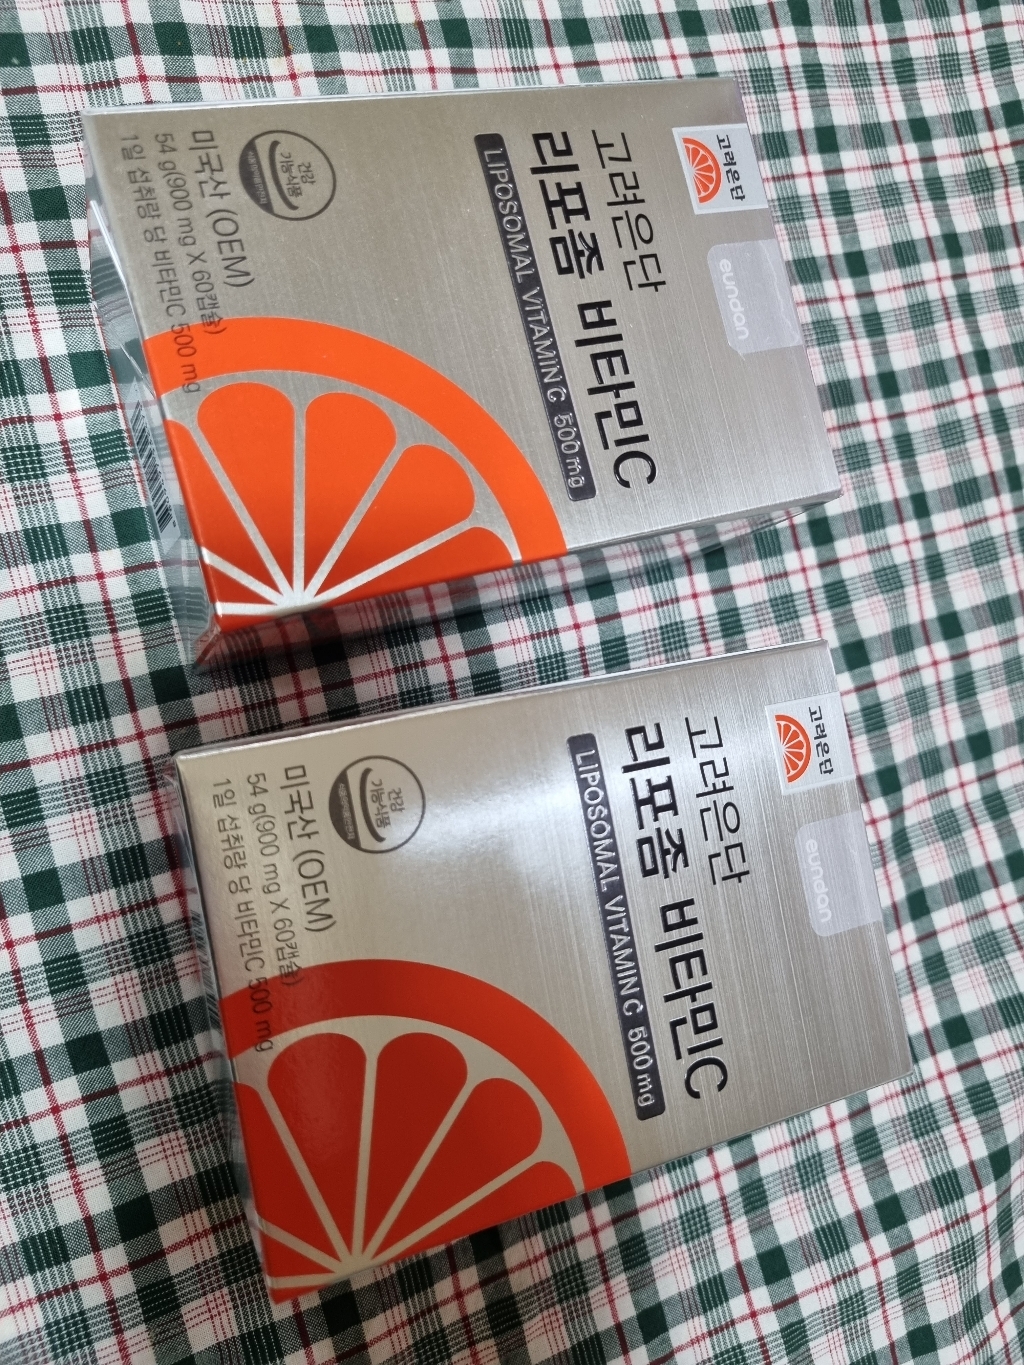 고려은단
eundan
고려은단
리포좀 비타민C
LIPOSOMAL VITAMIN C 500 mg
건강
기능식품
미국산 (OEM)
54 g(900 mg X 60캡슐)
1일 섭취량 당 비타민C 500 mg
고려은단
eundan
고려은단
리포좀 비타민C
LIPOSOMAL VITAMIN C 500 mg
건강
기능식품
미국산 (OEM)
54 g(900 mg X 60캡슐)
1일 섭취량 당 비타민C 500 mg